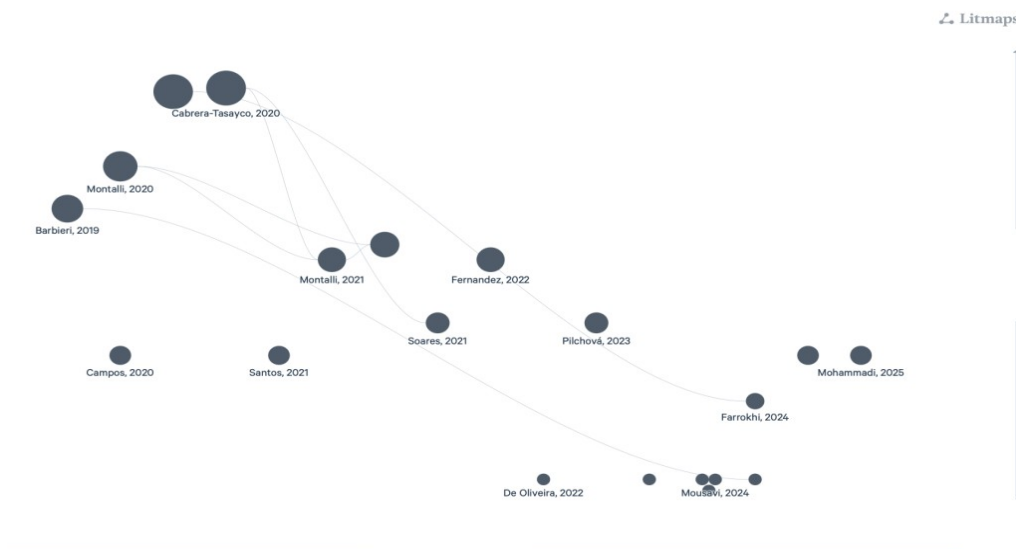 Litmaps
Cabrera-Tasayco, 2020
Montalli, 2020
Barbieri, 2019
Montalli, 2021
Fernandez, 2022
Soares, 2021
Pilchová, 2023
Campos, 2020
Santos, 2021
Mohammadi, 2025
Farrokhi, 2024
De Oliveira, 2022
Mousavi, 2024